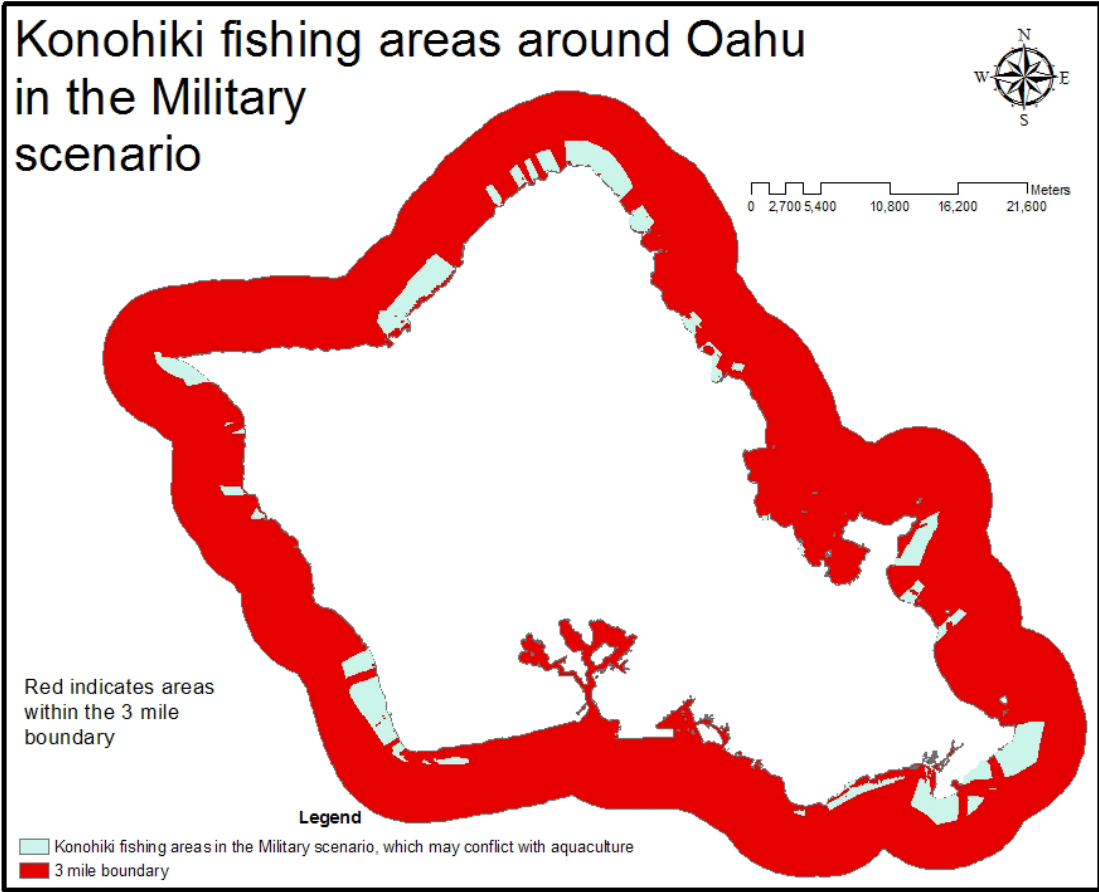 Konohiki fishing areas around Oahu
in the Military
scenario
N
W E
S
Meters
0 2,700 5,400 10,800 16,200 21,600
Red indicates areas
within the 3 mile
boundary
Legend
Konohiki fishing areas in the Military scenario, which may conflict with aquaculture
3 mile boundary